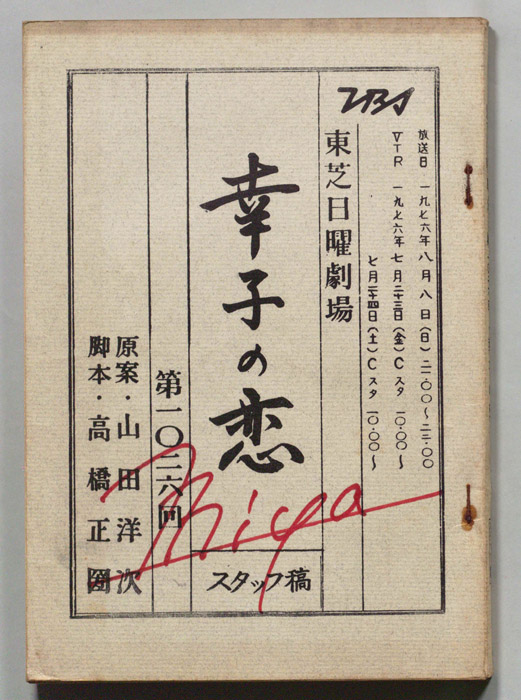 TBS
放送日 一九七六年八月八日(日) 二一.〇〇〜二二.〇〇
VTR 一九七六年七月二十三日(金)Cスタ 一〇.〇〇〜
七月二十四日(土)Cスタ 一〇.〇〇〜
東芝日曜劇場
幸子の恋
スタッフ稿
第一〇二六回
原案・山田洋次
脚本・高橋正圀
Miya